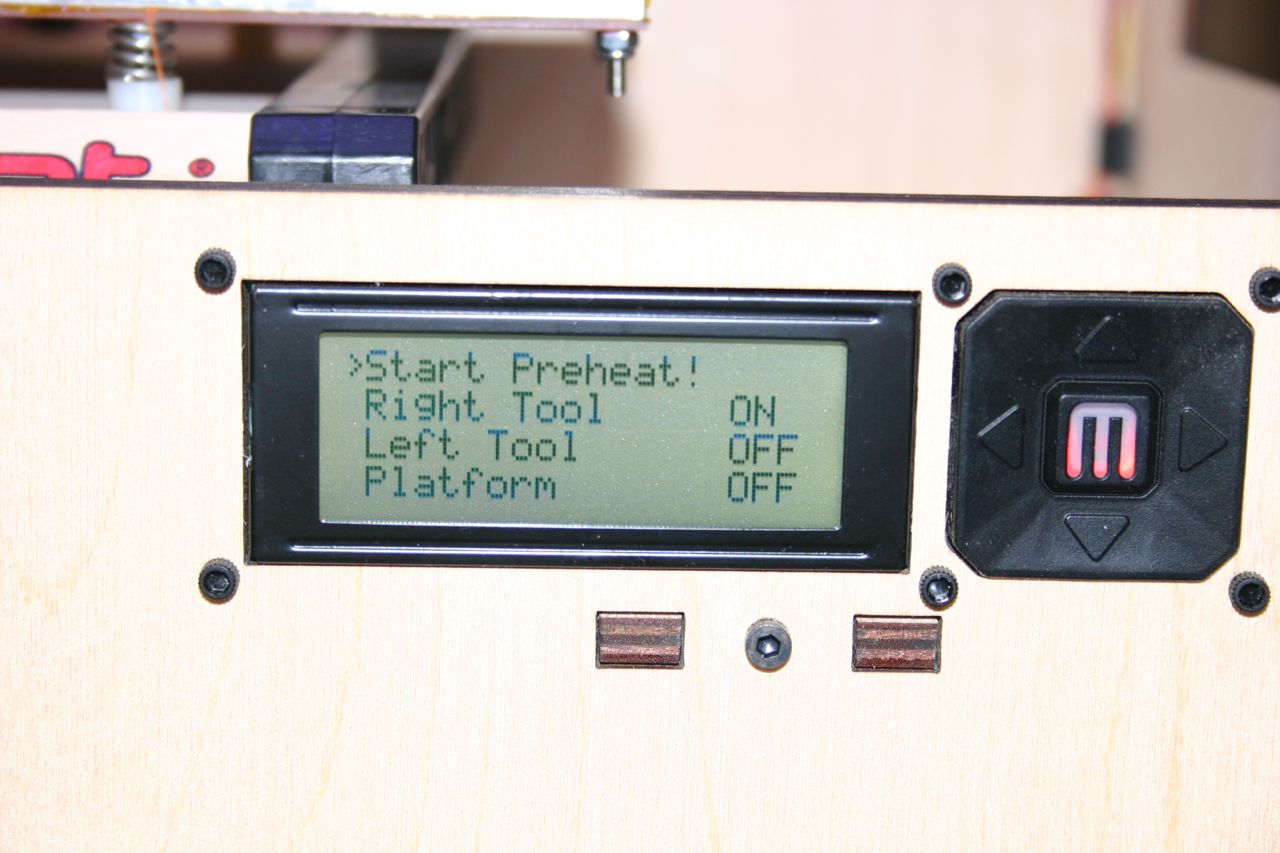 >Start Preheat!
Right Tool ON
Left Tool OFF
Platform OFF